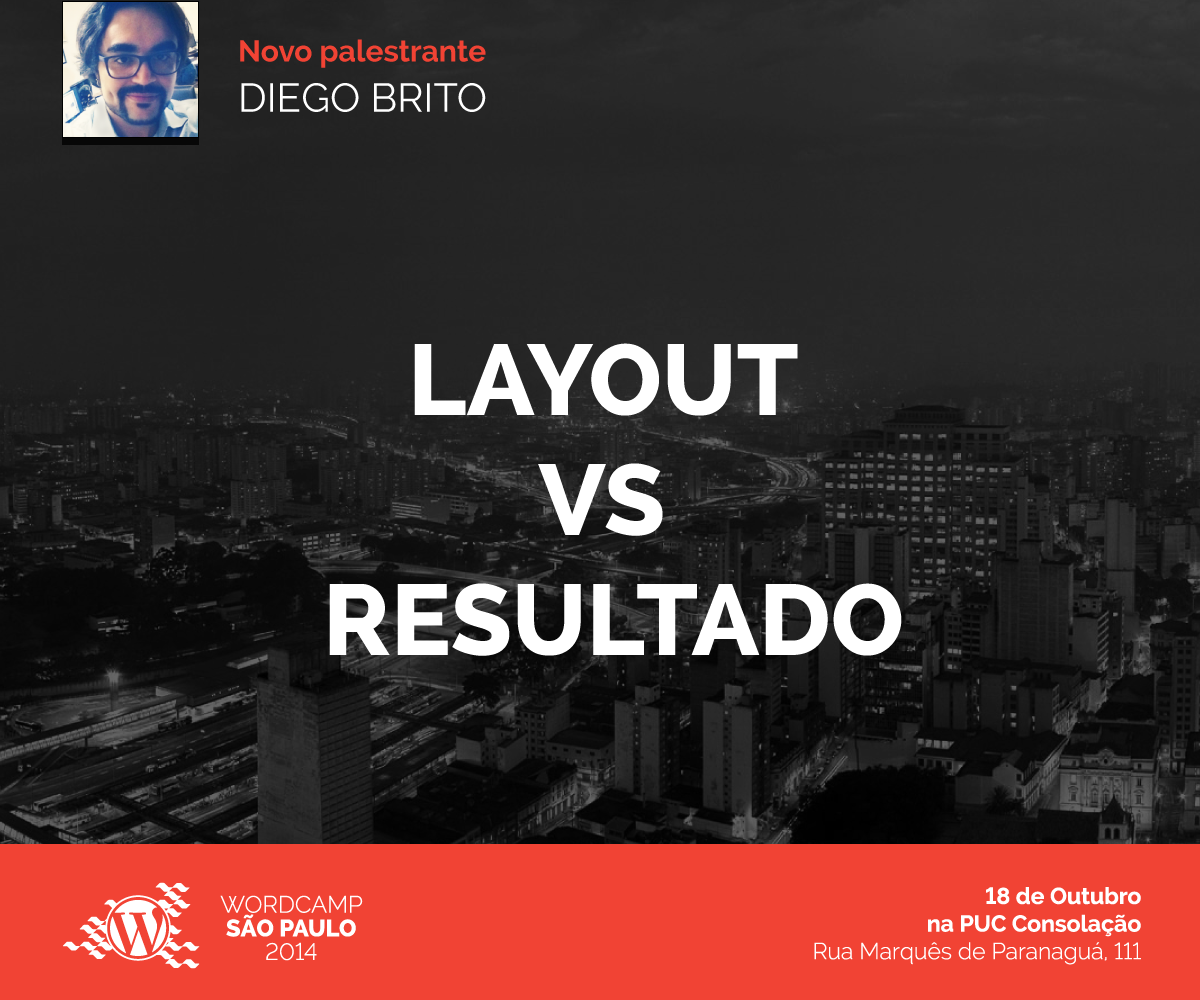 Novo palestrante
DIEGO BRITO
LAYOUT
VS
RESULTADO
WORDCAMP
SÃO PAULO
2014
18 de Outubro
na PUC Consolação
Rua Marquês de Paranaguá, 111